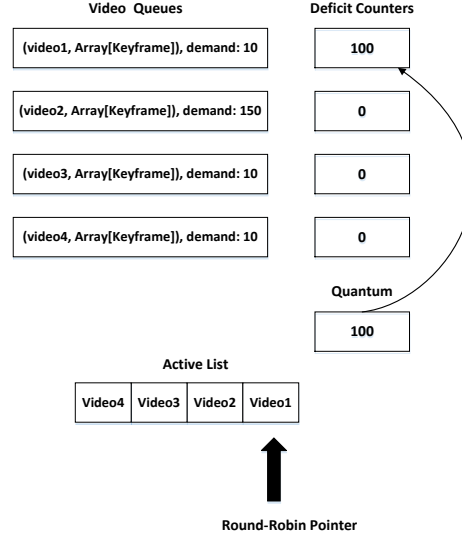 Video Queues
Deficit Counters
(video1, Array[Keyframe]), demand: 10
100
(video2, Array[Keyframe]), demand: 150
0
(video3, Array[Keyframe]), demand: 10
0
(video4, Array[Keyframe]), demand: 10
0
Quantum
100
Active List
Video4 Video3 Video2 Video1
Round-Robin Pointer